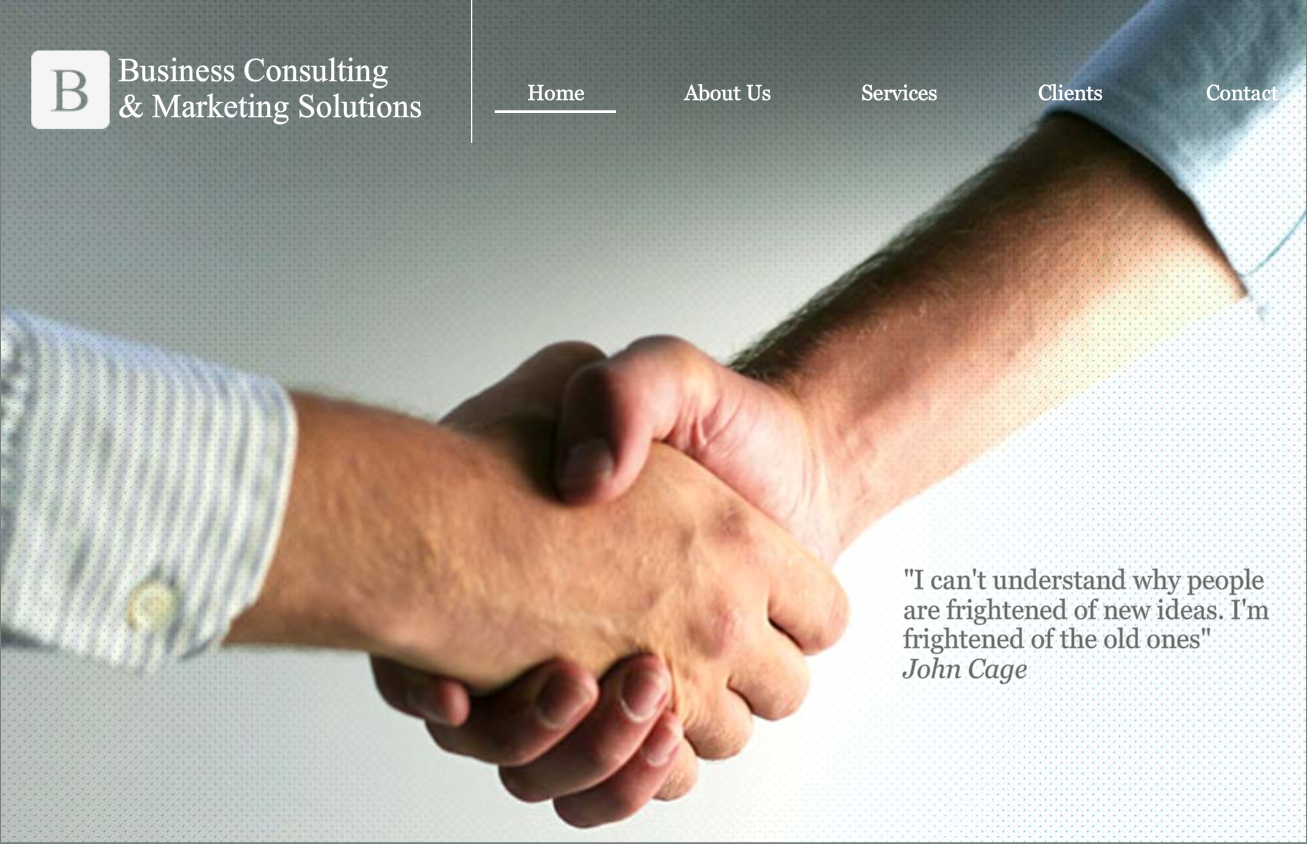 B
Business Consulting
& Marketing Solutions
Home About Us Services Clients Contact
"I can't understand why people
are frightened of new ideas. I'm
frightened of the old ones"
John Cage